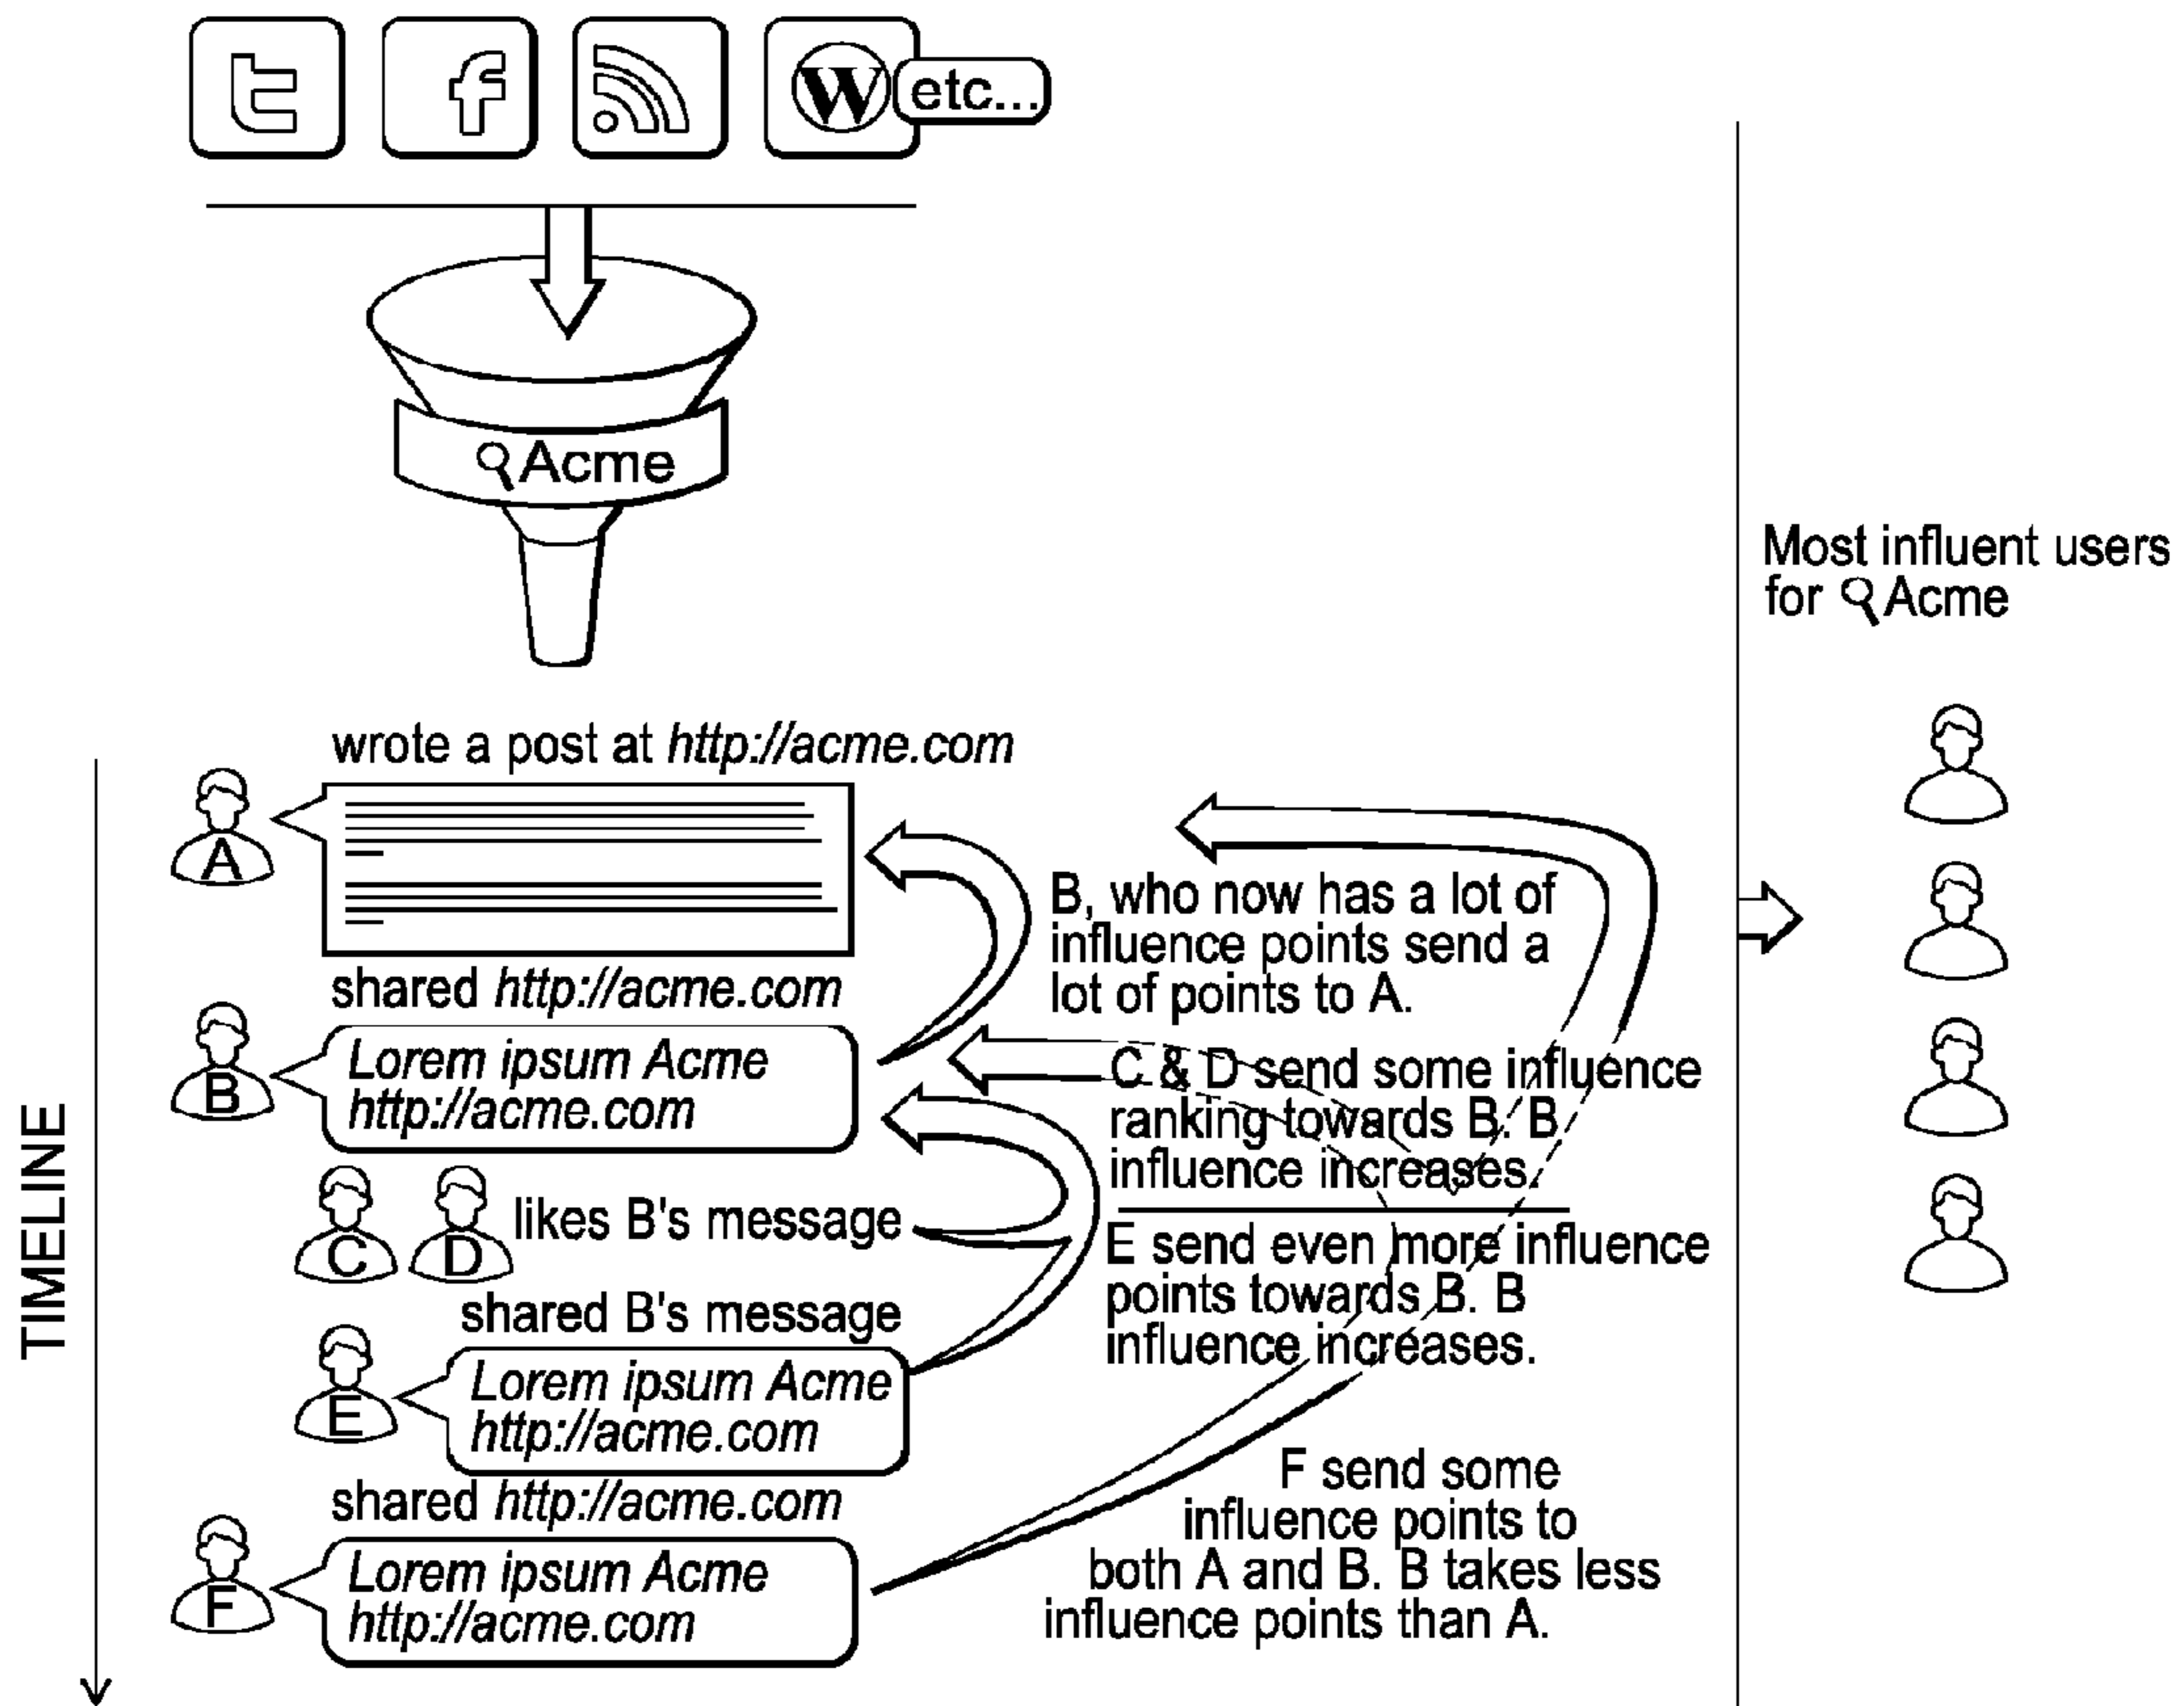 t f W etc...
Acme
Most influent users
for Acme
TIMELINE
wrote a post at http://acme.com
A
B, who now has a lot of
influence points send a
lot of points to A.
shared http://acme.com
B
Lorem ipsum Acme
http://acme.com
C & D send some influence
ranking towards B. B
influence increases.
C D likes B's message
E send even more influence
points towards B. B
influence increases.
shared B's message
E
Lorem ipsum Acme
http://acme.com
F send some
influence points to
both A and B. B takes less
influence points than A.
shared http://acme.com
F
Lorem ipsum Acme
http://acme.com